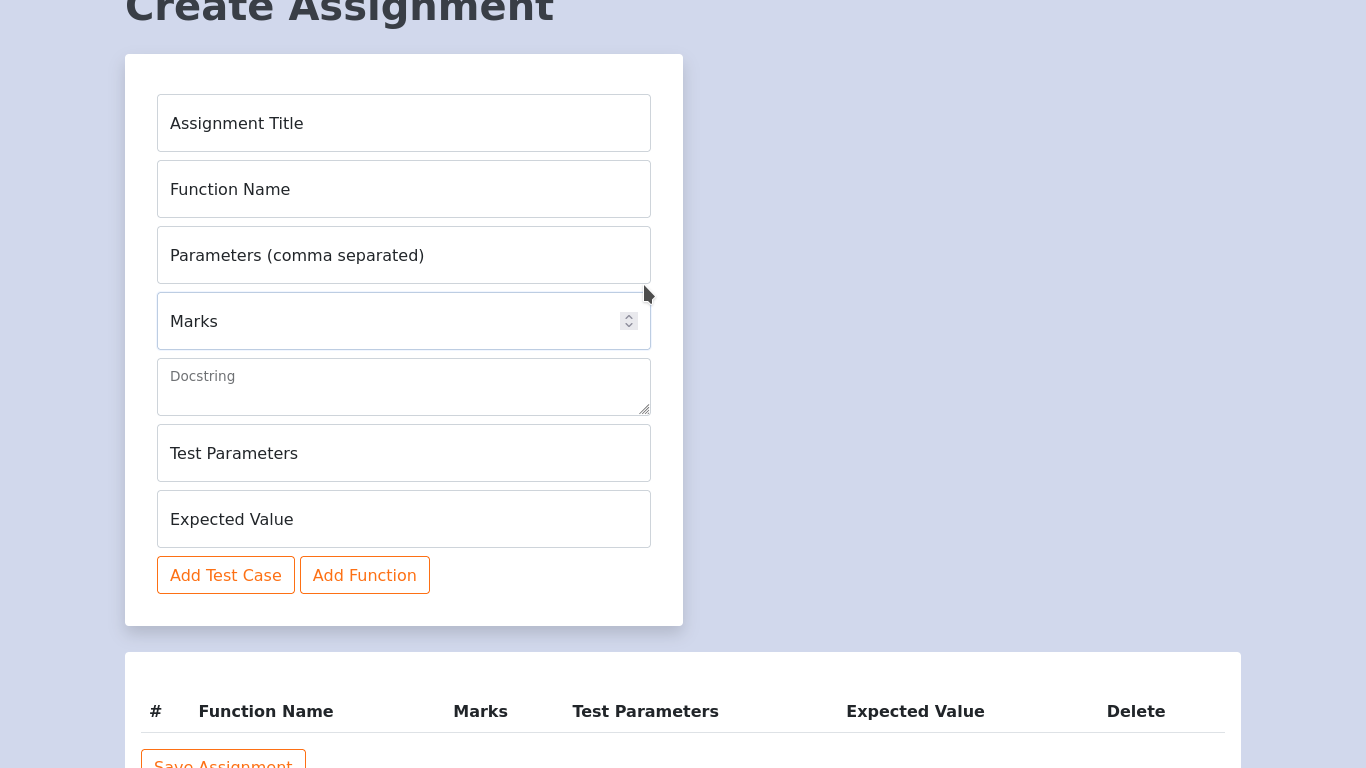 Create Assignment
Assignment Title
Function Name
Parameters (comma separated)
Marks
Docstring
Test Parameters
Expected Value
Add Test Case Add Function
# Function Name Marks Test Parameters Expected Value Delete
Save Assignment